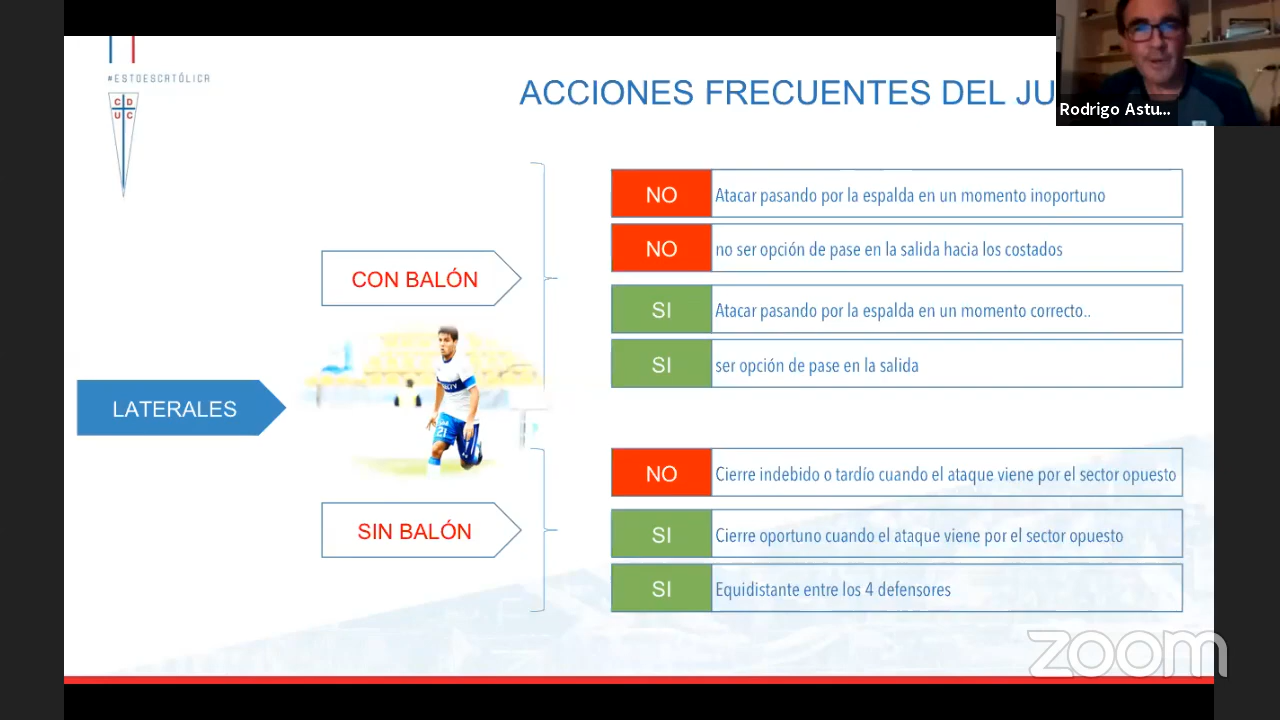 #ESTOESCATÓLICA
C D
U C
ACCIONES FRECUENTES DEL JU
Rodrigo Astu...
CON BALÓN
NO Atacar pasando por la espalda en un momento inoportuno
NO no ser opción de pase en la salida hacia los costados
SI Atacar pasando por la espalda en un momento correcto..
SI ser opción de pase en la salida
LATERALES
21
SIN BALÓN
NO Cierre indebido o tardío cuando el ataque viene por el sector opuesto
SI Cierre oportuno cuando el ataque viene por el sector opuesto
SI Equidistante entre los 4 defensores
zoom